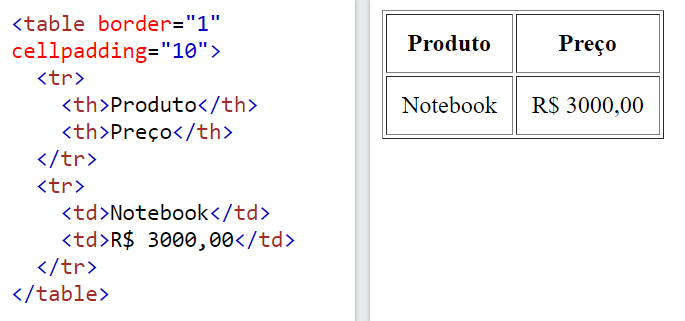 <table border="1"
cellpadding="10">
  <tr>
    <th>Produto</th>
    <th>Preço</th>
  </tr>
  <tr>
    <td>Notebook</td>
    <td>R$ 3000,00</td>
  </tr>
</table>
Produto Preço
Notebook R$ 3000,00